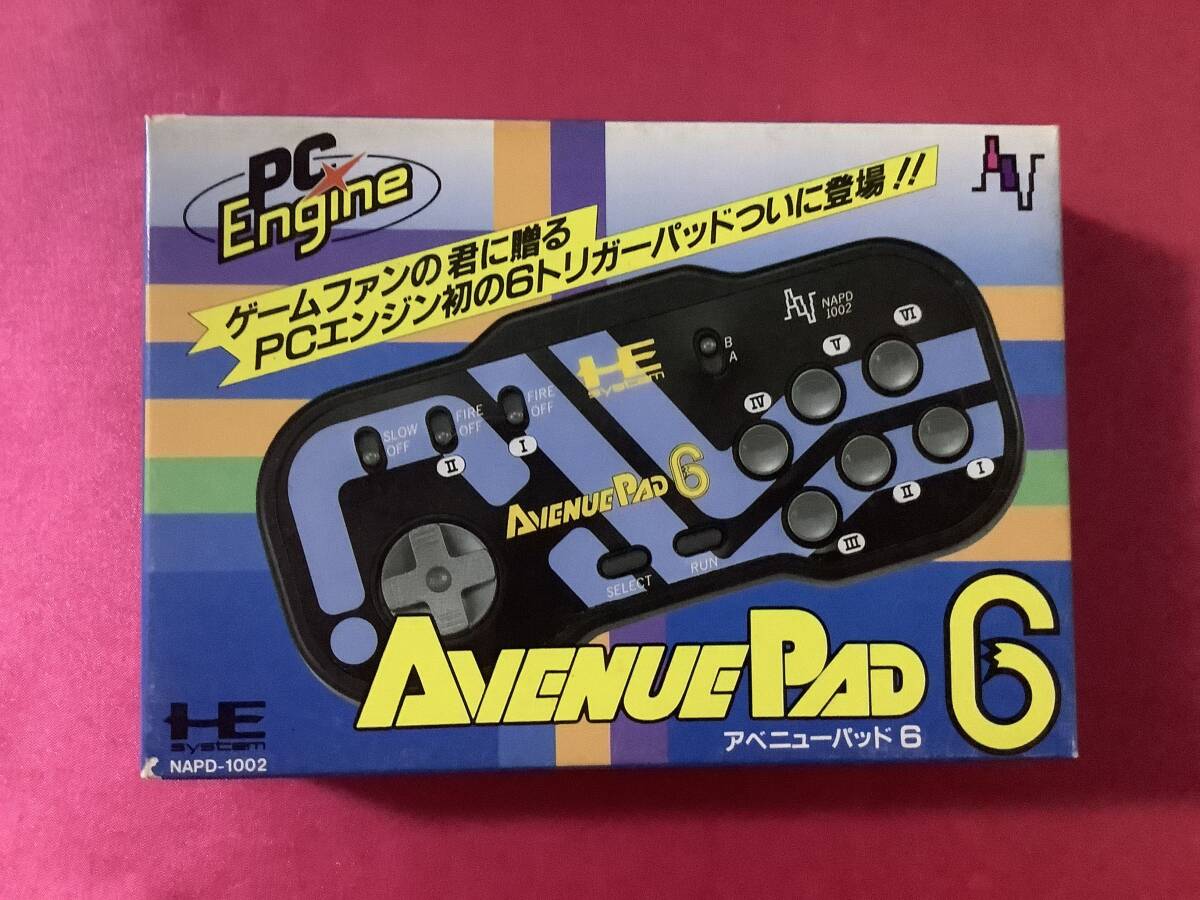 PC
Engine
ゲームファンの君に贈る
PCエンジン初の6トリガーパッドついに登場!!
NAPD
1002
B
A
VI
V
IV
HE
system
SLOW
OFF
FIRE
OFF
II
FIRE
OFF
I
AVENUE PAD 6
I
II
III
SELECT
RUN
AVENUE PAD 6
アベニューパッド 6
HE
system
NAPD-1002